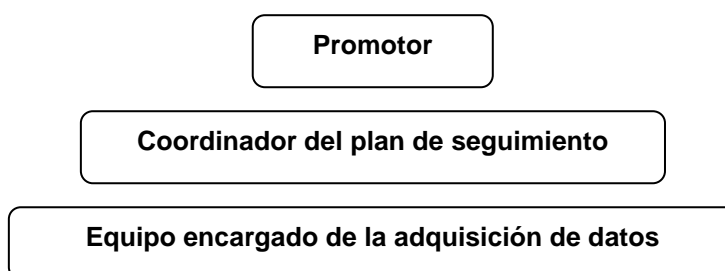 Promotor
Coordinador del plan de seguimiento
Equipo encargado de la adquisición de datos